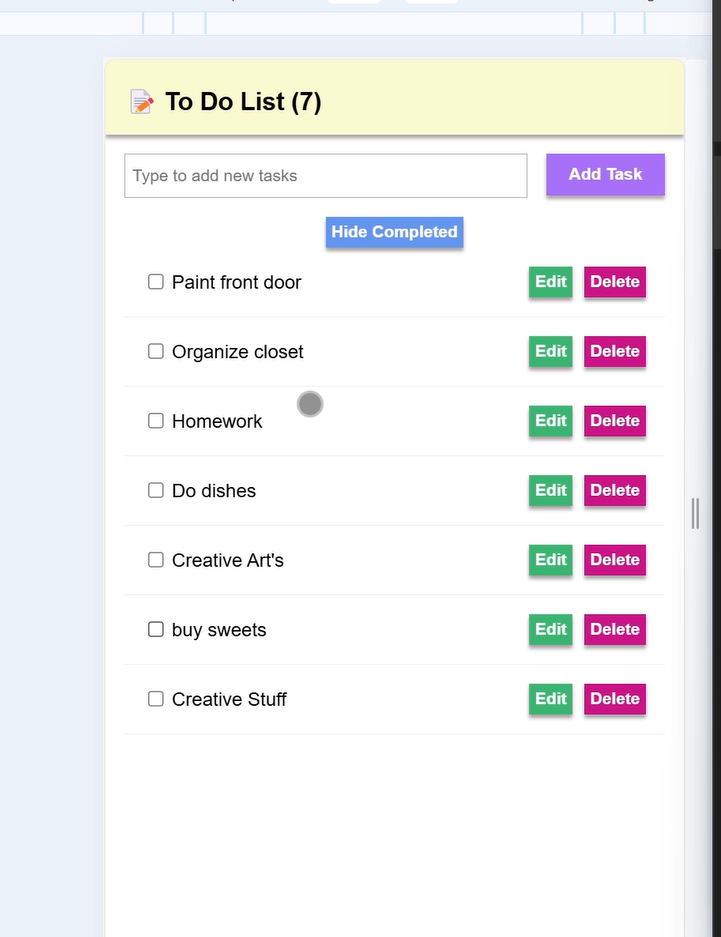 To Do List (7)
Type to add new tasks
Add Task
Hide Completed
Paint front door Edit Delete
Organize closet Edit Delete
Homework Edit Delete
Do dishes Edit Delete
Creative Art's Edit Delete
buy sweets Edit Delete
Creative Stuff Edit Delete